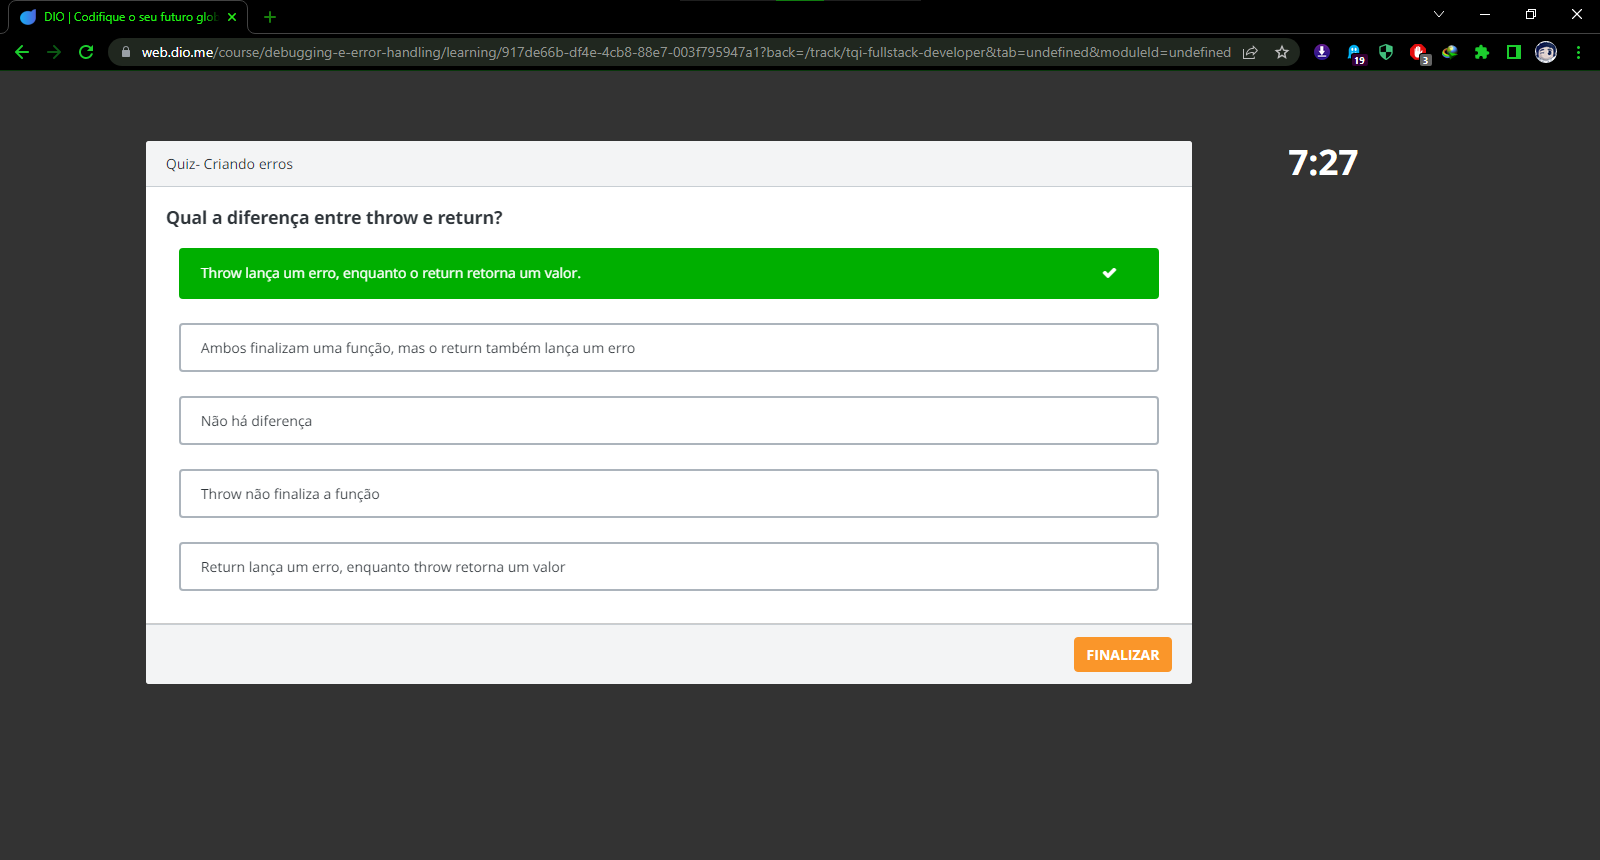 DIO | Codifique o seu futuro glob
web.dio.me/course/debugging-e-error-handling/learning/917de66b-df4e-4cb8-88e7-003f795947a1?back=/track/tqi-fullstack-developer&tab=undefined&moduleId=undefined
19
3
Quiz- Criando erros
7:27
Qual a diferença entre throw e return?
Throw lança um erro, enquanto o return retorna um valor.
Ambos finalizam uma função, mas o return também lança um erro
Não há diferença
Throw não finaliza a função
Return lança um erro, enquanto throw retorna um valor
FINALIZAR